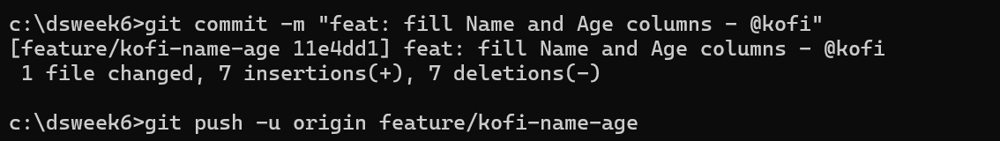 c:\dsweek6>git commit -m "feat: fill Name and Age columns - @kofi"
[feature/kofi-name-age 11e4dd1] feat: fill Name and Age columns - @kofi
 1 file changed, 7 insertions(+), 7 deletions(-)
c:\dsweek6>git push -u origin feature/kofi-name-age